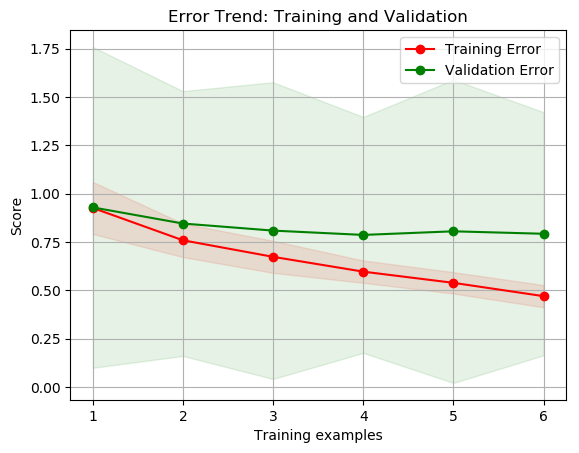 Error Trend: Training and Validation
Training Error
Validation Error
Score
1.75
1.50
1.25
1.00
0.75
0.50
0.25
0.00
1 2 3 4 5 6
Training examples